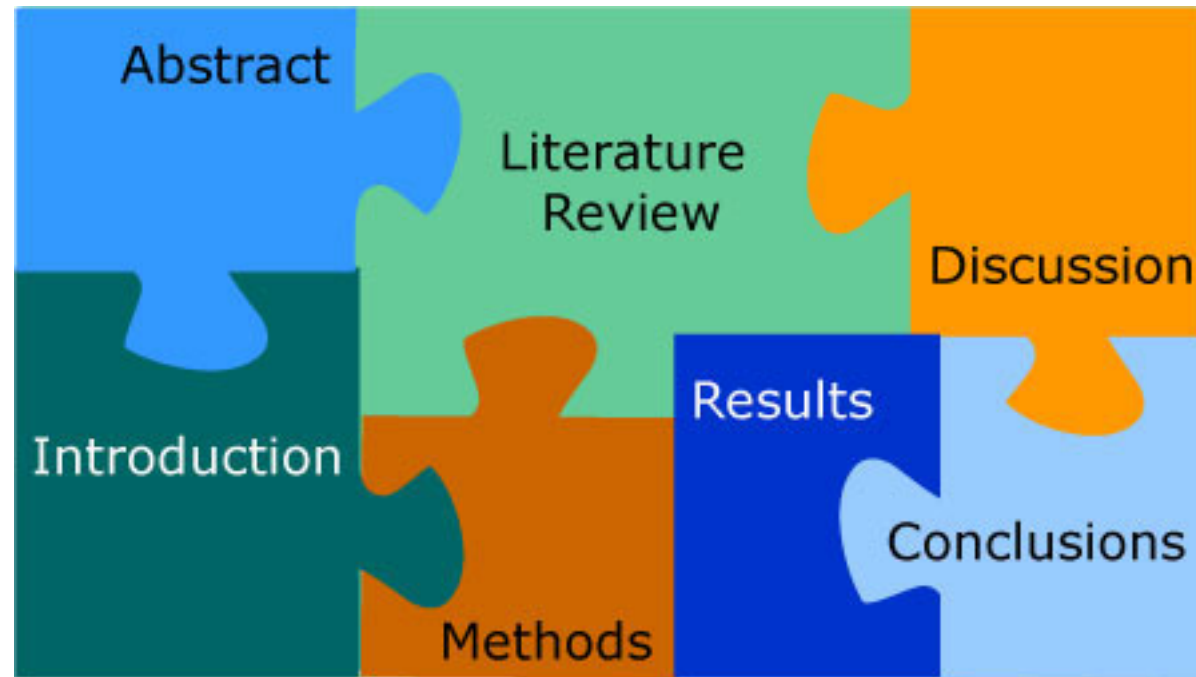 Abstract
Literature
Review
Discussion
Introduction
Methods
Results
Conclusions